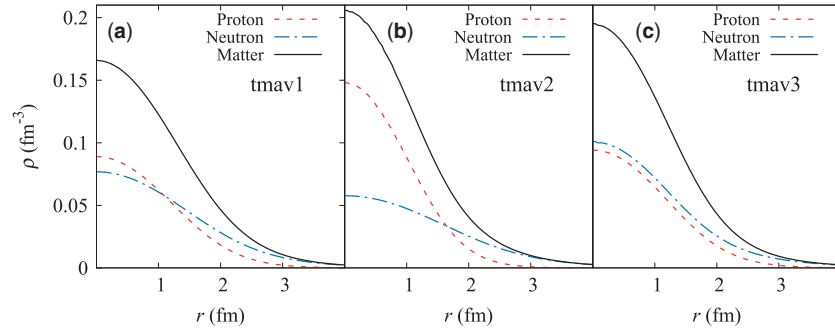 (a)
Proton
Neutron
Matter
tmav1
(b)
Proton
Neutron
Matter
tmav2
(c)
Proton
Neutron
Matter
tmav3
0.2
0.15
0.1
0.05
0
ρ (fm⁻³)
1 2 3
1 2 3
1 2 3
r (fm)
r (fm)
r (fm)